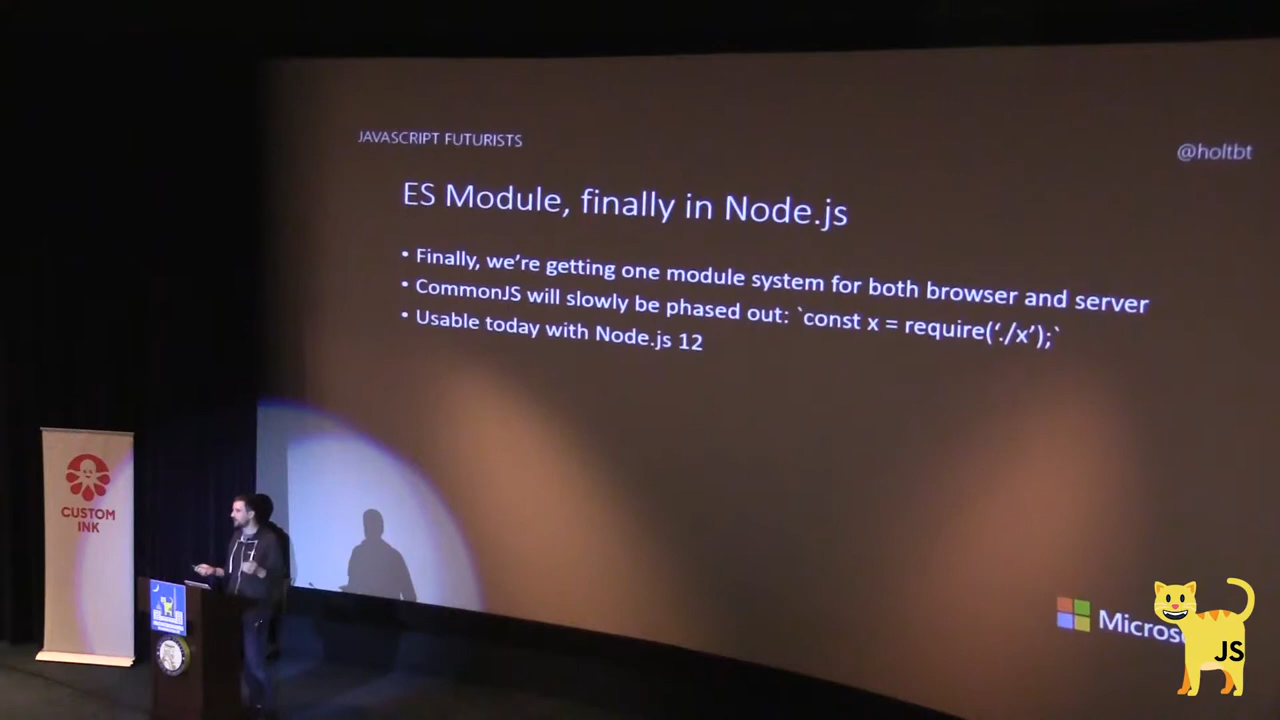 JAVASCRIPT FUTURISTS
@holtbt
ES Module, finally in Node.js
• Finally, we're getting one module system for both browser and server
• CommonJS will slowly be phased out: `const x = require('./x');`
• Usable today with Node.js 12
CUSTOM
INK
Micros
JS